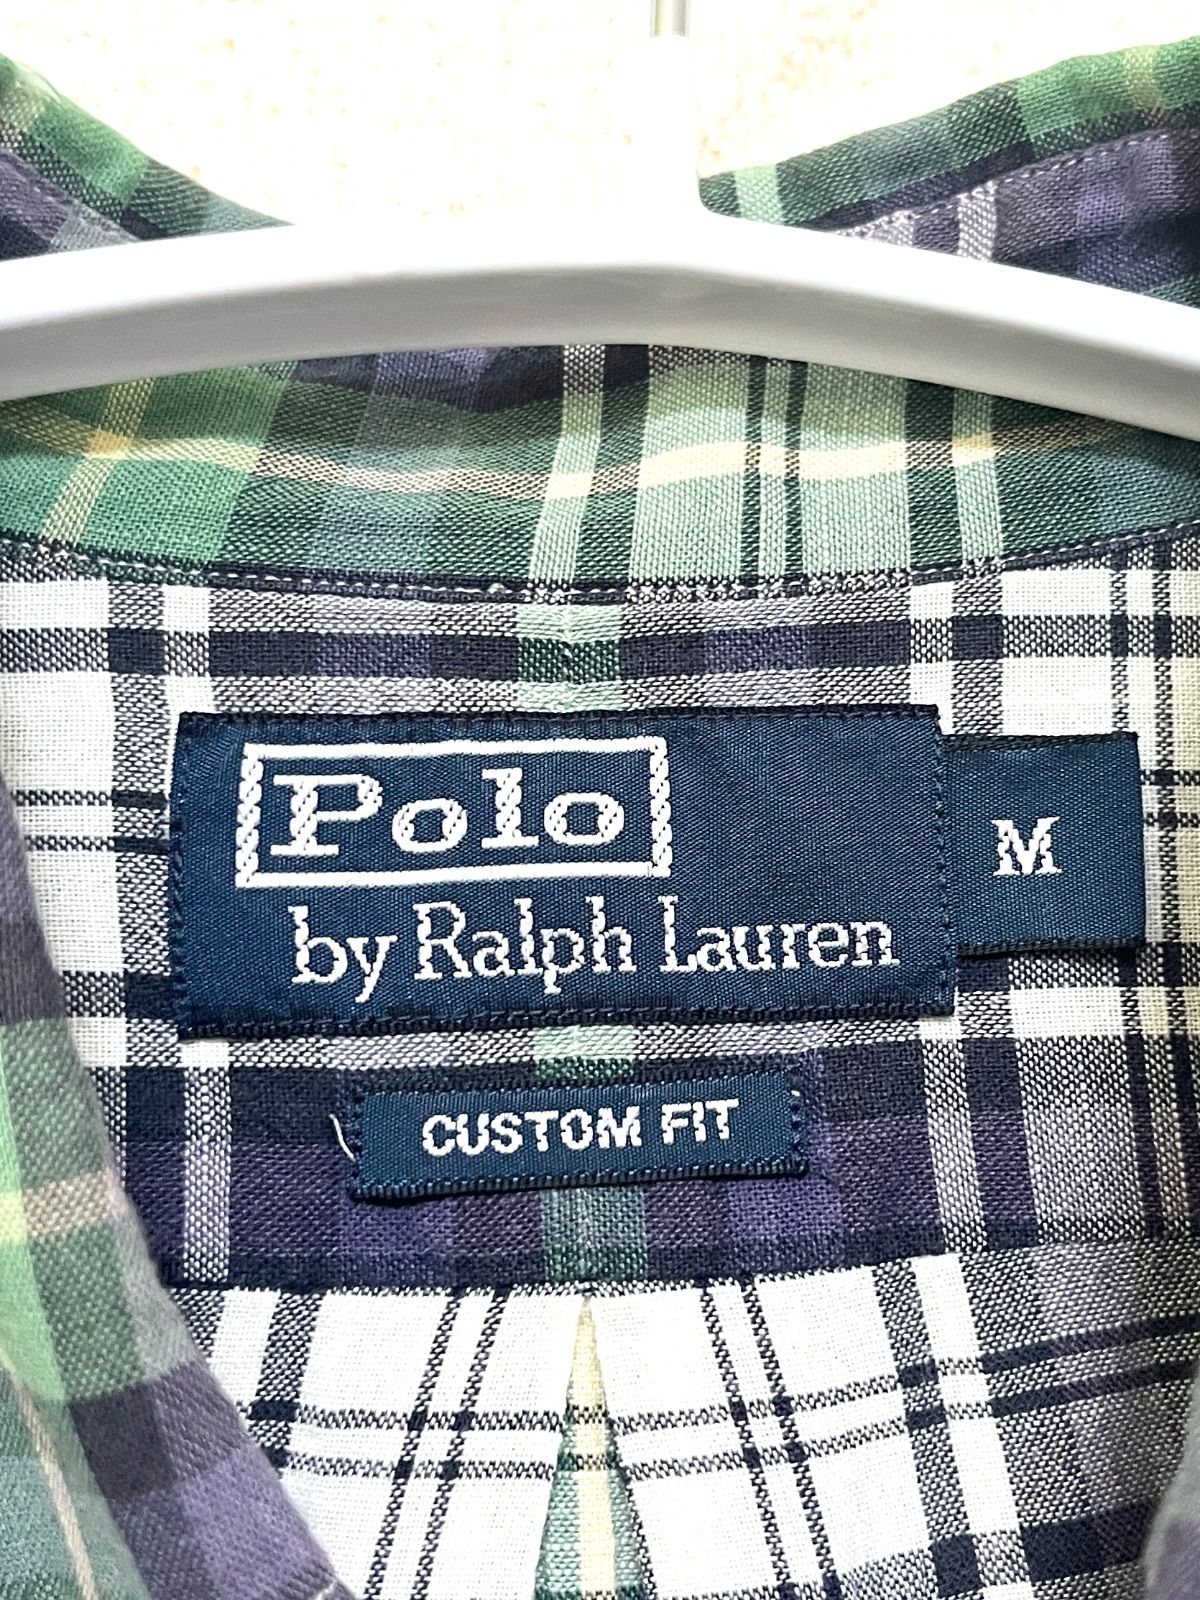 Polo
by Ralph Lauren
M
CUSTOM FIT